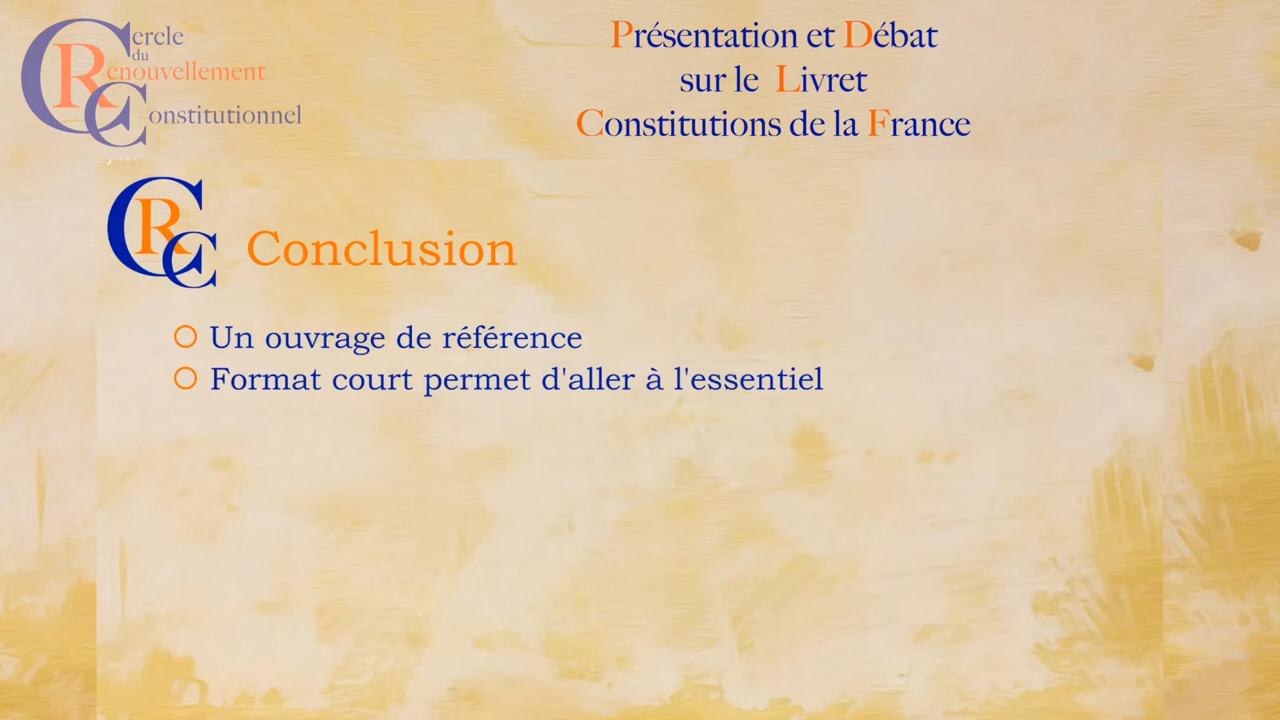 Cercle
du
Renouvellement
Constitutionnel
Présentation et Débat
sur le Livret
Constitutions de la France
CRC
Conclusion
Un ouvrage de référence
Format court permet d'aller à l'essentiel